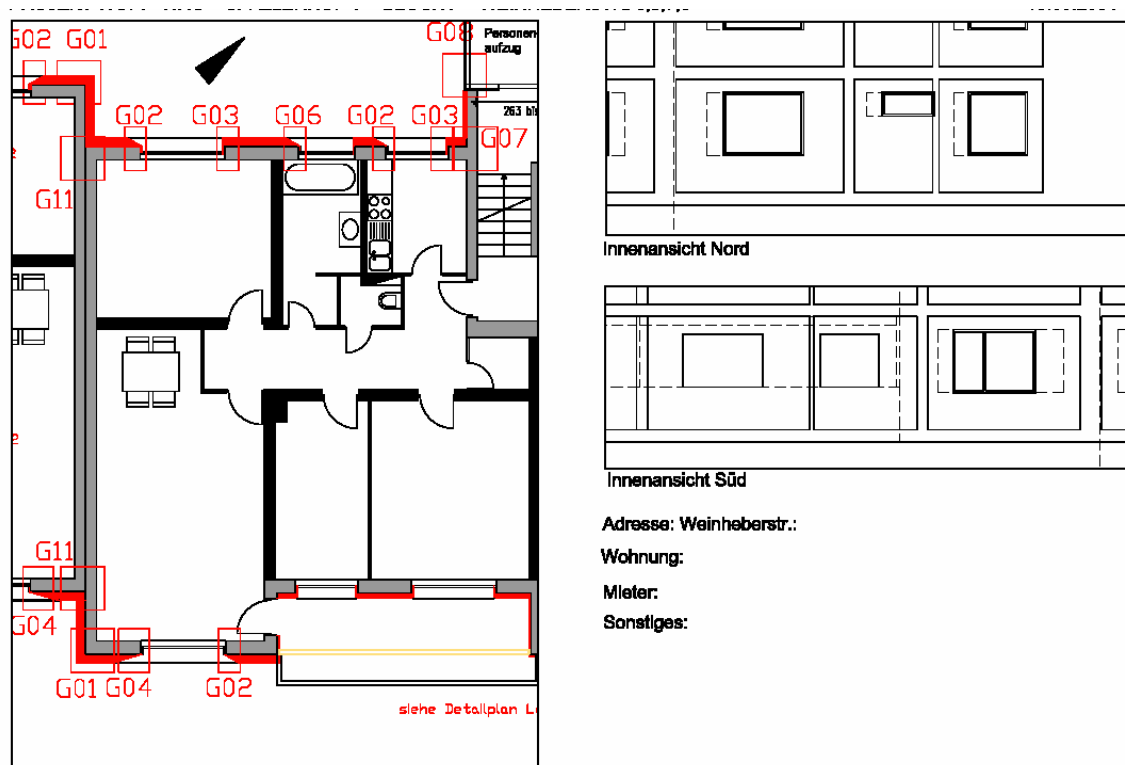 G02
G01
G08
Personen-
aufzug
263 bis
G02
G03
G06
G02
G03
G07
G11
G11
G04
G01
G04
G02
siehe Detailplan
Innenansicht Nord
Innenansicht Süd
Adresse: Weinheberstr.:
Wohnung:
Mieter:
Sonstiges: